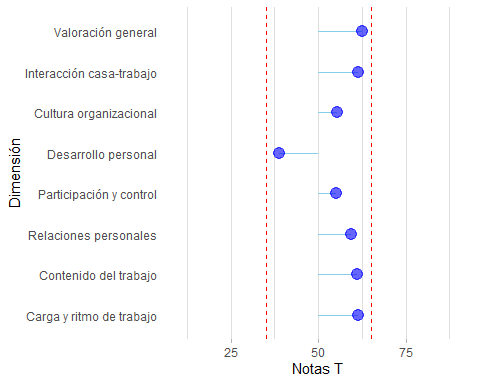 Valoración general
Interacción casa-trabajo
Cultura organizacional
Desarrollo personal
Participación y control
Relaciones personales
Contenido del trabajo
Carga y ritmo de trabajo
Dimensión
25 50 75
Notas T